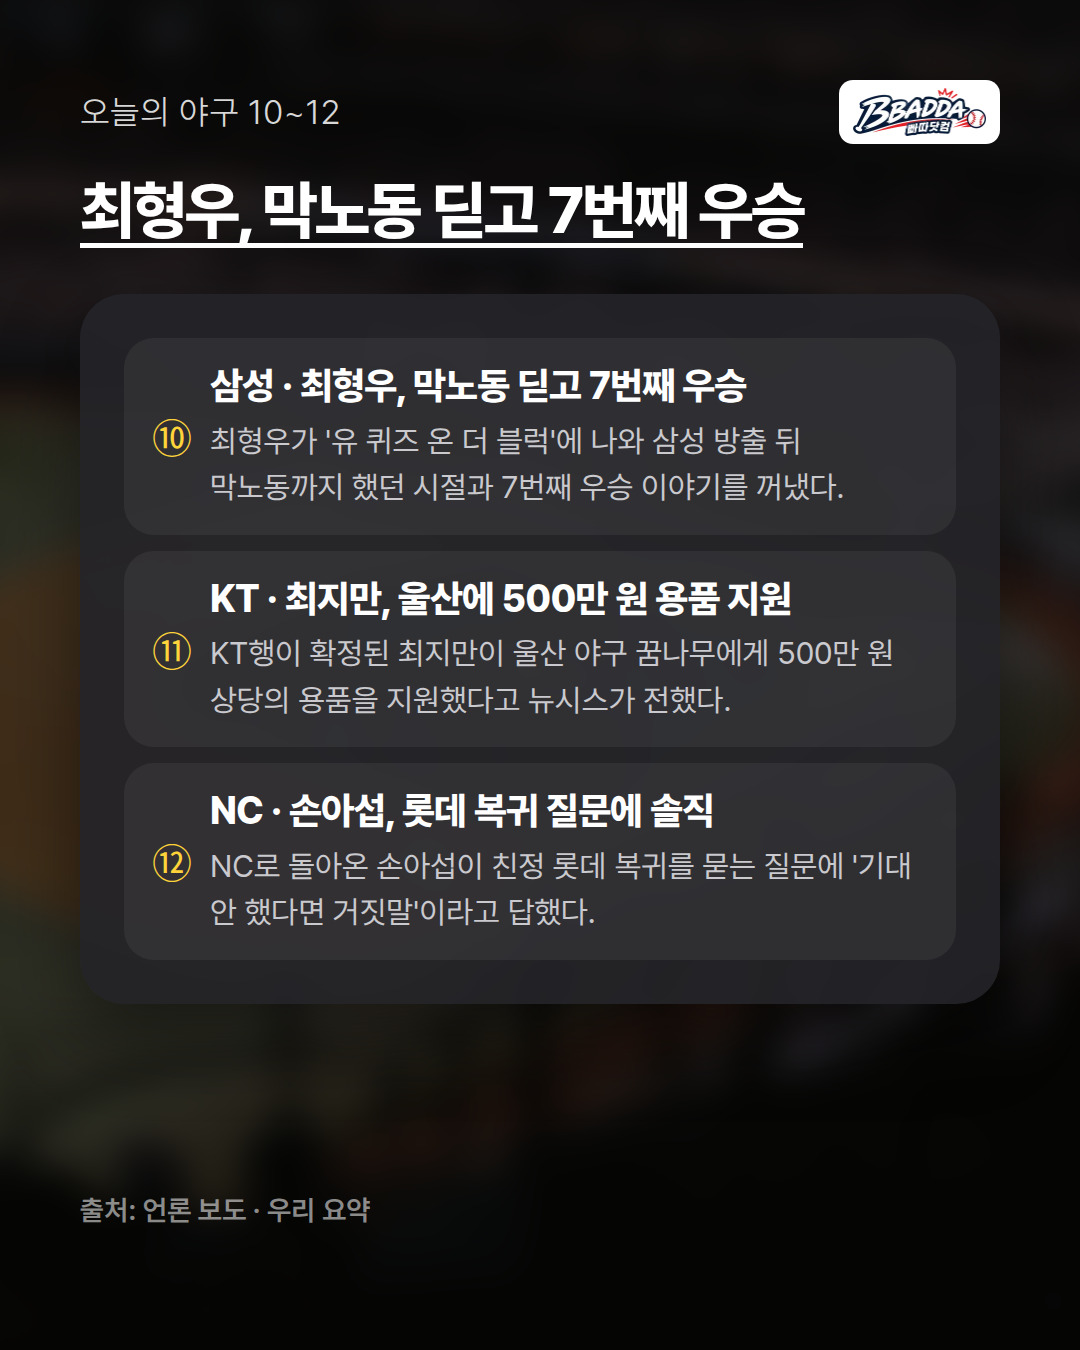 오늘의 야구 10~12
BBADDA
빠따닷컴
최형우, 막노동 딛고 7번째 우승
삼성 · 최형우, 막노동 딛고 7번째 우승
⑩ 최형우가 '유 퀴즈 온 더 블럭'에 나와 삼성 방출 뒤
막노동까지 했던 시절과 7번째 우승 이야기를 꺼냈다.
KT · 최지만, 울산에 500만 원 용품 지원
⑪ KT행이 확정된 최지만이 울산 야구 꿈나무에게 500만 원
상당의 용품을 지원했다고 뉴시스가 전했다.
NC · 손아섭, 롯데 복귀 질문에 솔직
⑫ NC로 돌아온 손아섭이 친정 롯데 복귀를 묻는 질문에 '기대
안 했다면 거짓말'이라고 답했다.
출처: 언론 보도 · 우리 요약